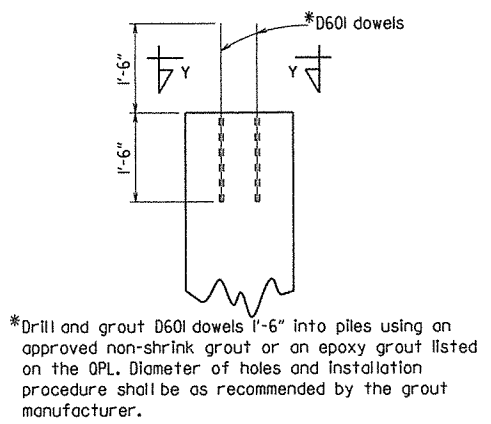 *D601 dowels
1'-6"
Y
Y
1'-6"
*Drill and grout D601 dowels 1'-6" into piles using an
approved non-shrink grout or an epoxy grout listed
on the QPL. Diameter of holes and installation
procedure shall be as recommended by the grout
manufacturer.